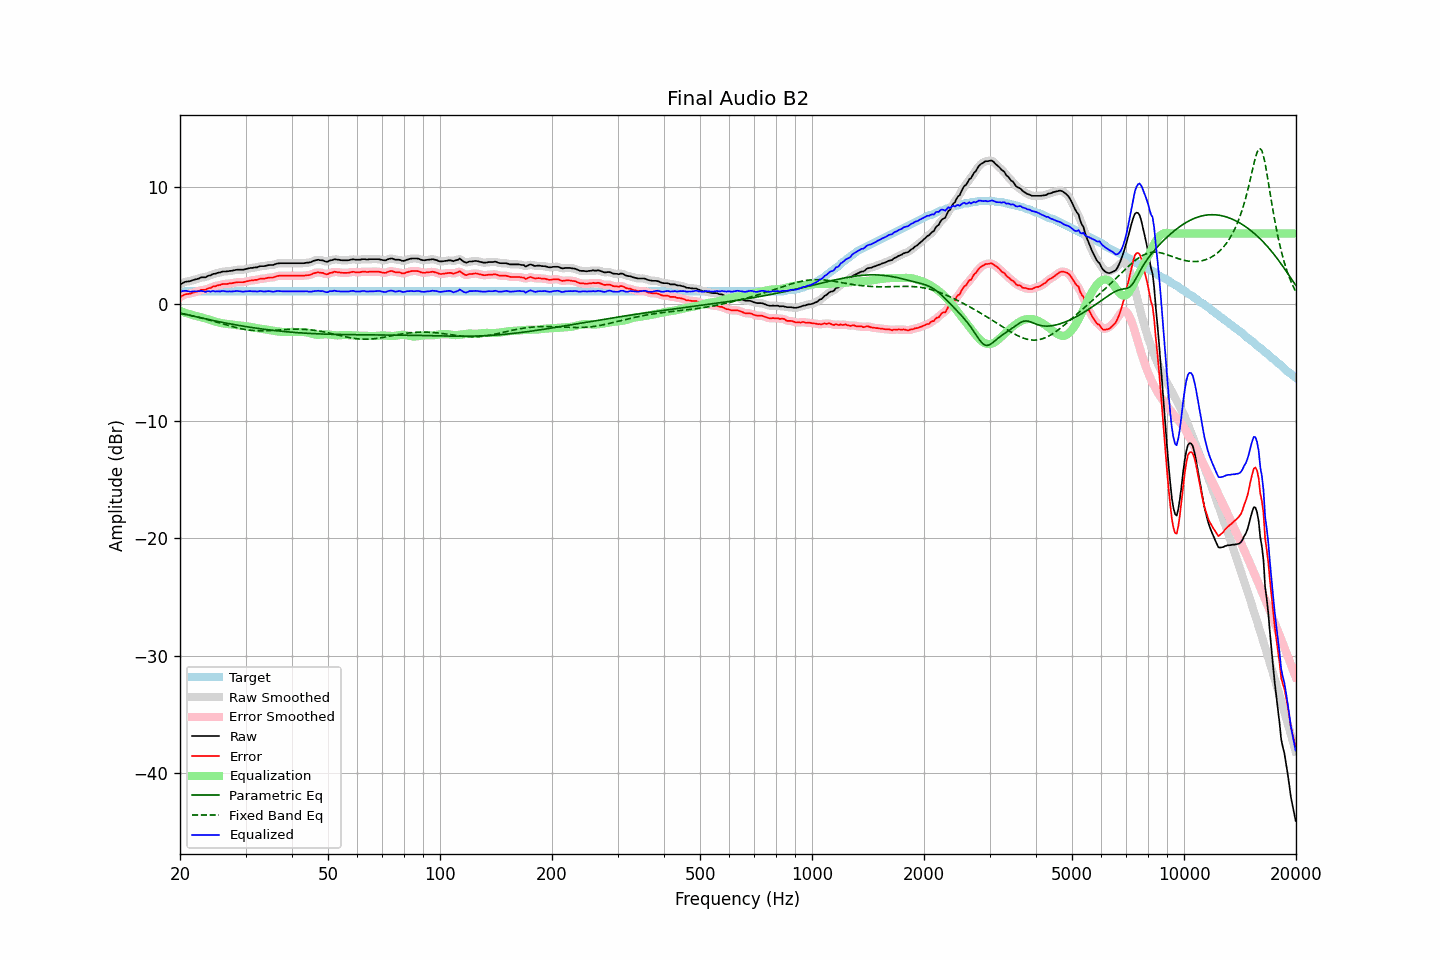 Final Audio B2
10
0
−10
−20
−30
−40
Amplitude (dBr)
Target
Raw Smoothed
Error Smoothed
Raw
Error
Equalization
Parametric Eq
Fixed Band Eq
Equalized
20 50 100 200 500 1000 2000 5000 10000 20000
Frequency (Hz)